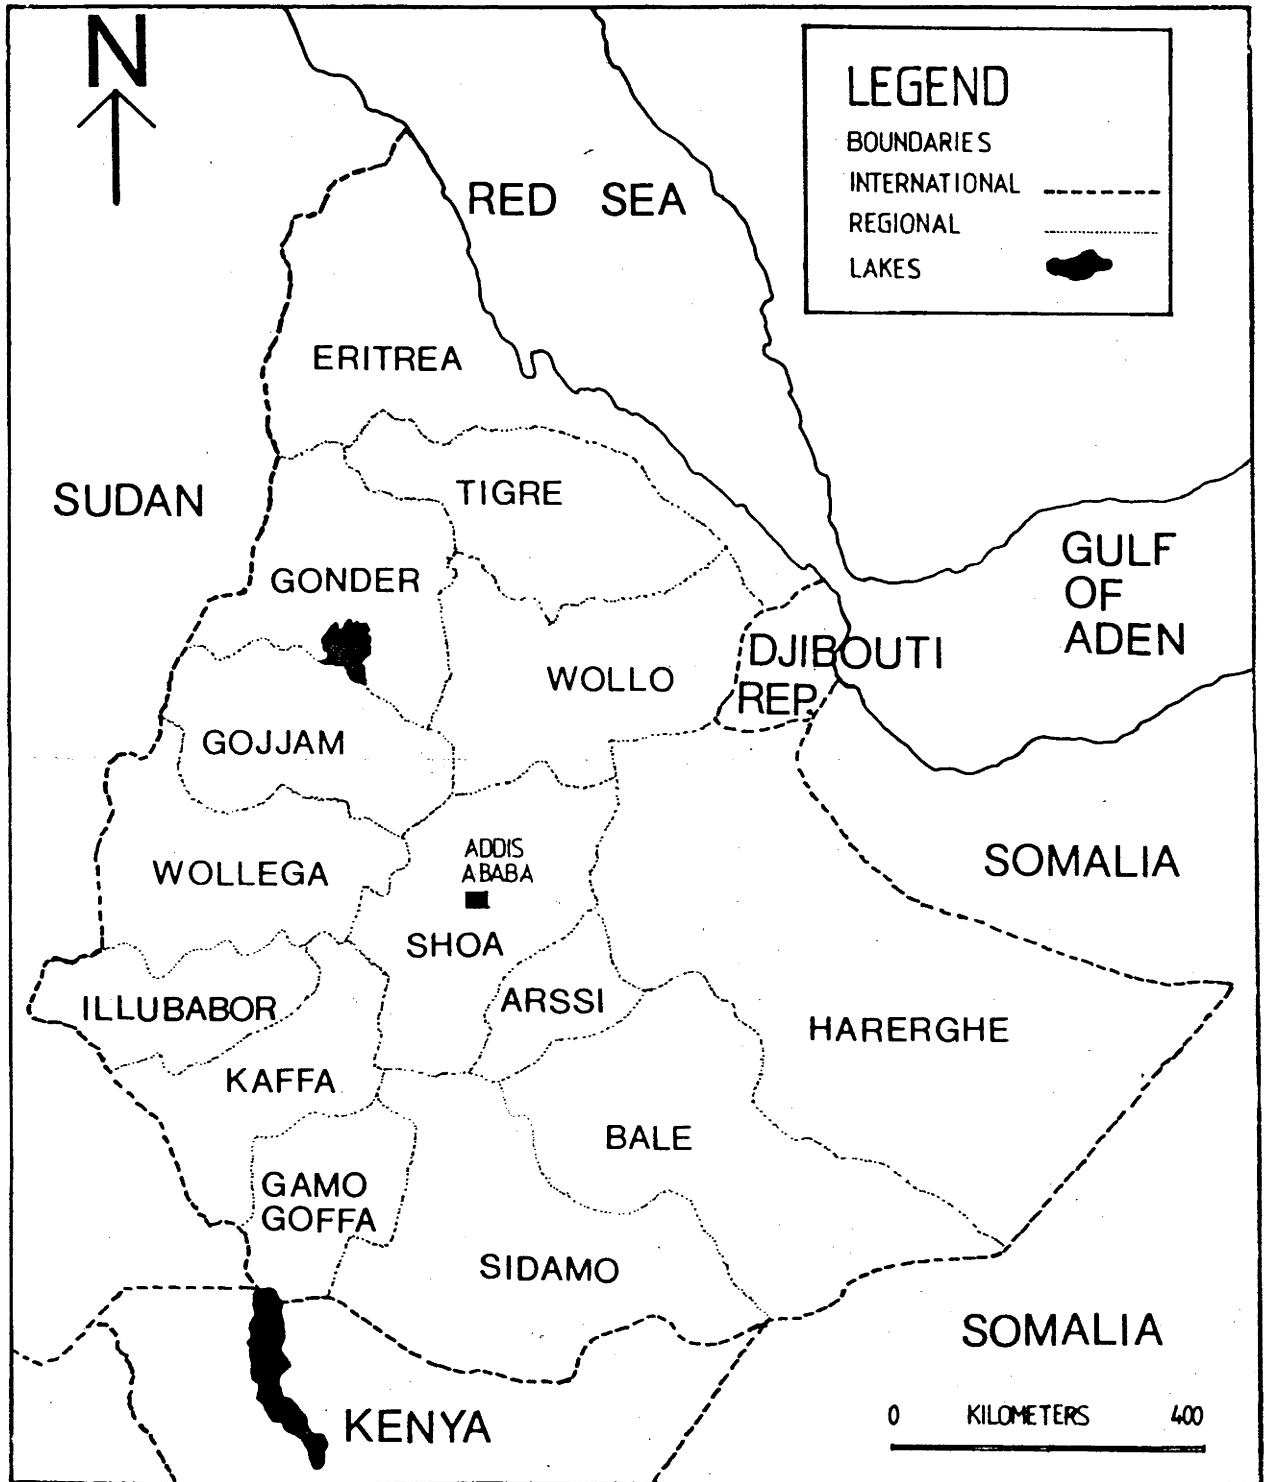 N
LEGEND
BOUNDARIES
INTERNATIONAL
REGIONAL
LAKES
RED SEA
ERITREA
SUDAN
TIGRE
GULF
OF
ADEN
GONDER
DJIBOUTI
REP.
WOLLO
GOJJAM
WOLLEGA
ADDIS
ABABA
SOMALIA
SHOA
ILLUBABOR
ARSSI
HARERGHE
KAFFA
BALE
GAMO
GOFFA
SIDAMO
SOMALIA
KENYA
0 KILOMETERS 400